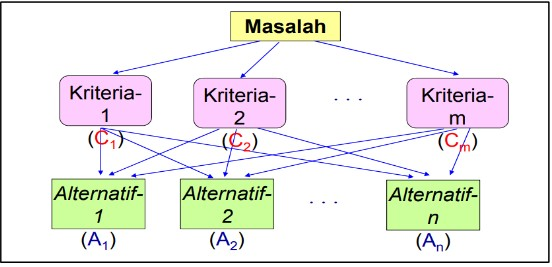 Masalah
Kriteria-
1
Kriteria-
2
. . .
Kriteria-
m
(C1)
(C2)
(Cm)
Alternatif-
1
Alternatif-
2
. . .
Alternatif-
n
(A1)
(A2)
(An)